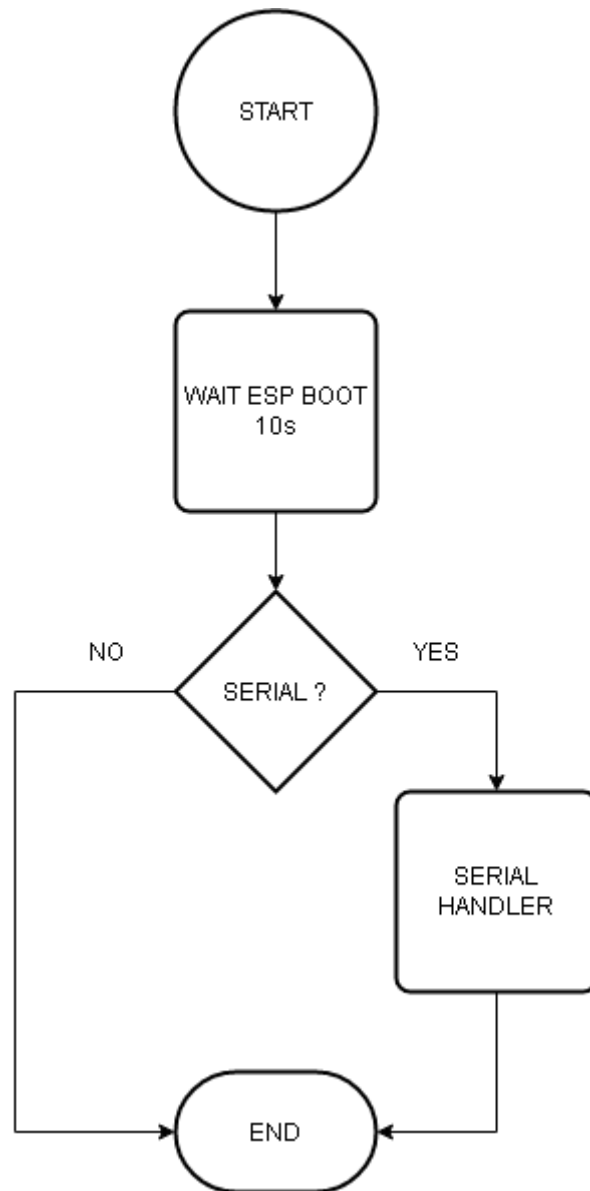 START
WAIT ESP BOOT
10s
NO
YES
SERIAL ?
SERIAL
HANDLER
END